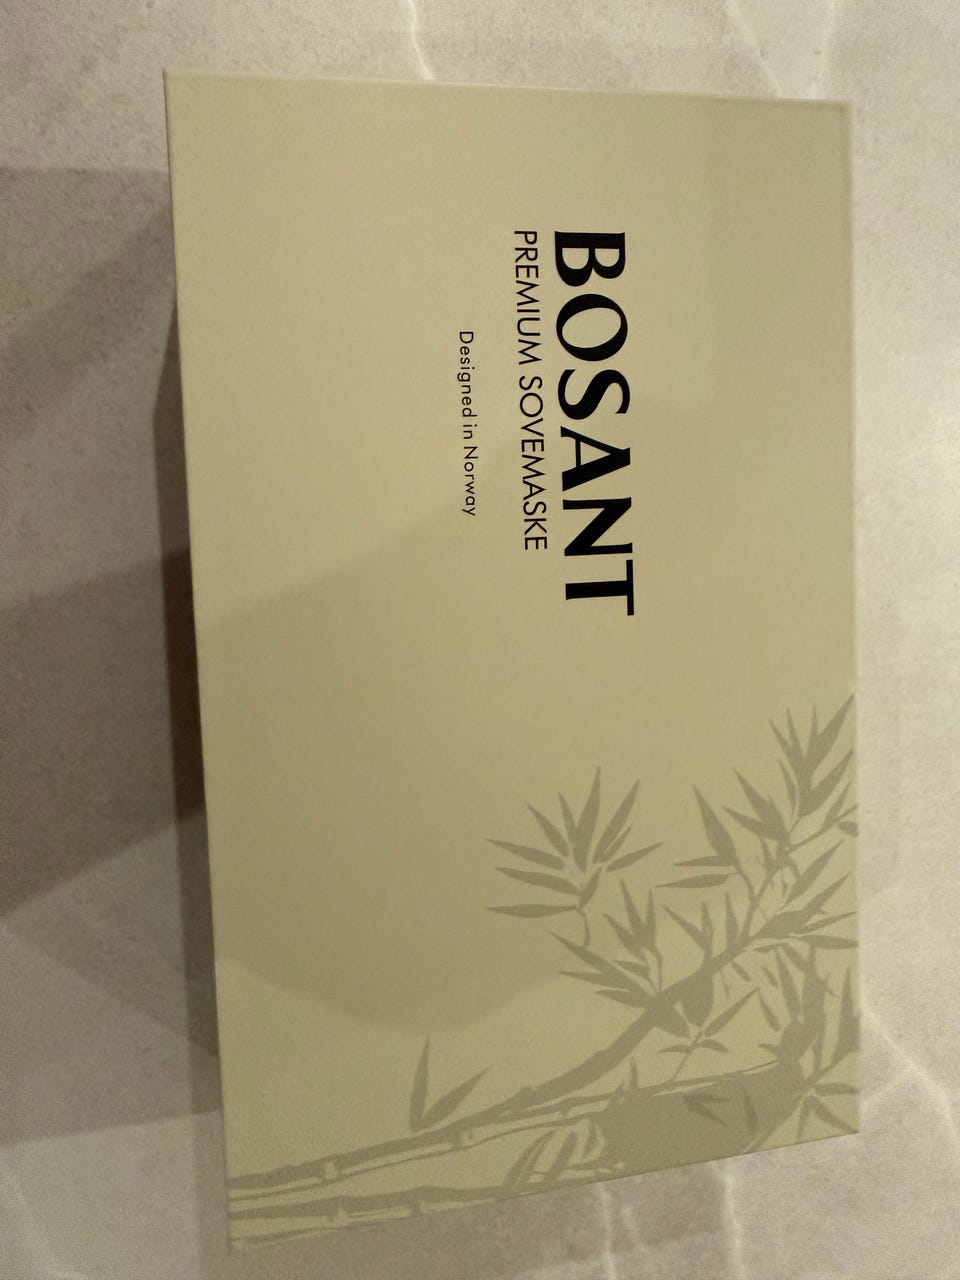 BOSANT
PREMIUM SOVEMASKE
Designed in Norway